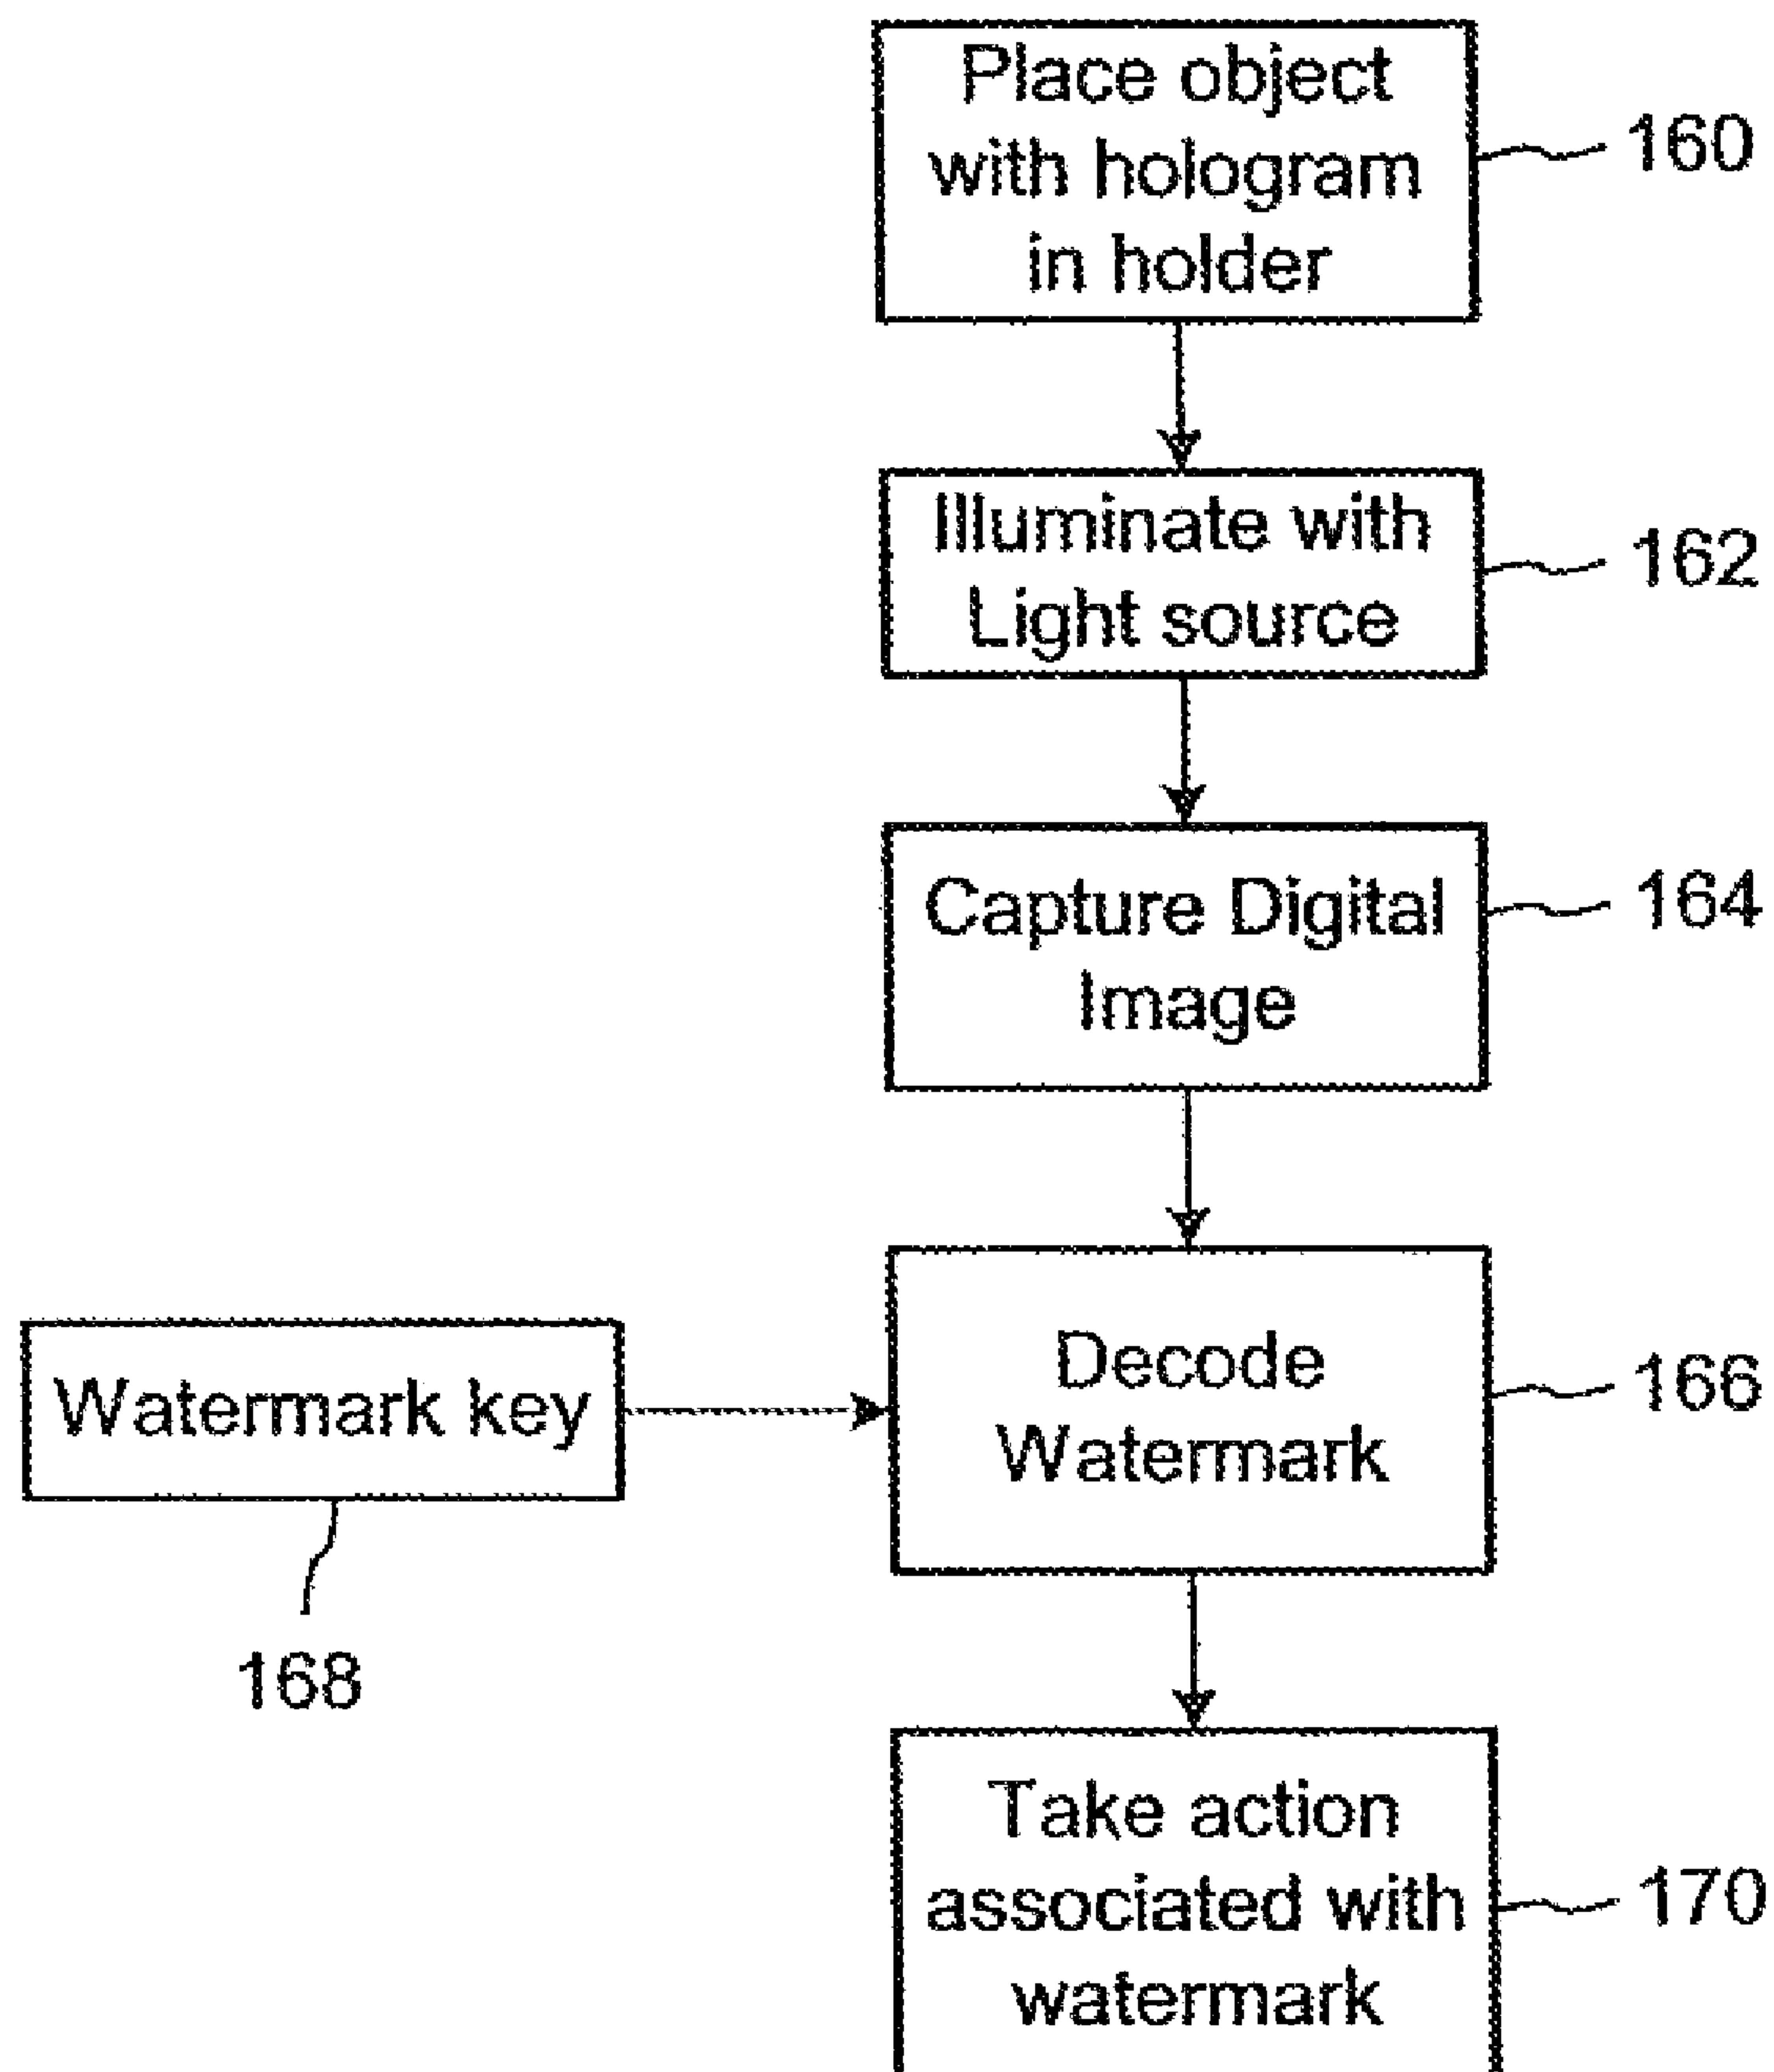 Place object
with hologram
in holder
160
Illuminate with
Light source
162
Capture Digital
Image
164
Decode
Watermark
166
Watermark key
168
Take action
associated with
watermark
170